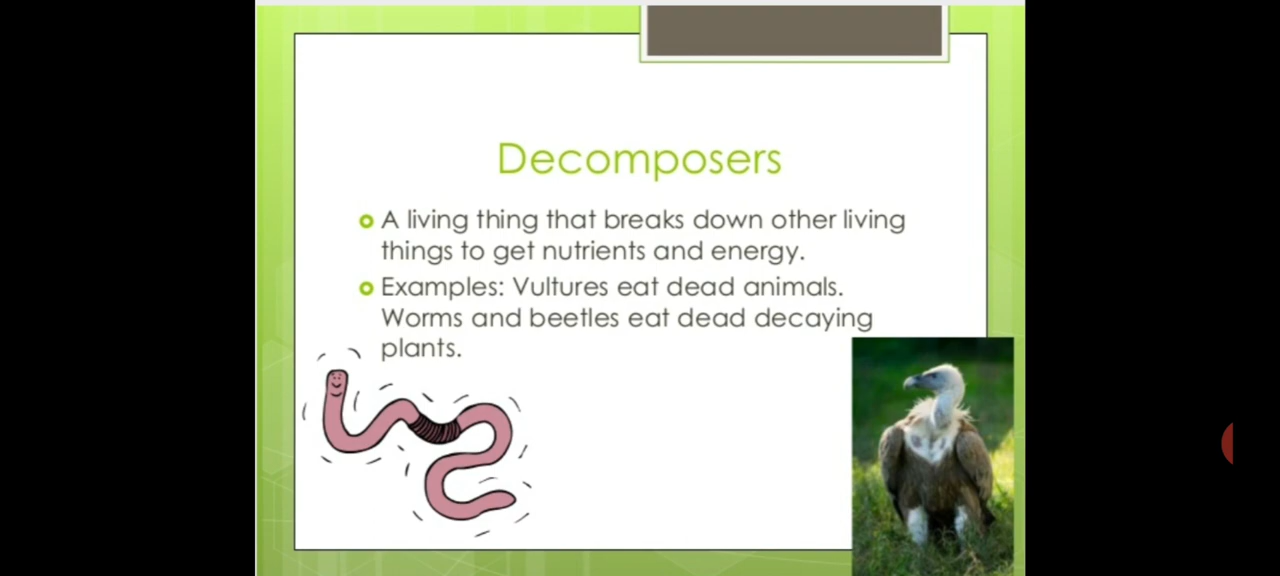 Decomposers
A living thing that breaks down other living
things to get nutrients and energy.
Examples: Vultures eat dead animals.
Worms and beetles eat dead decaying
plants.